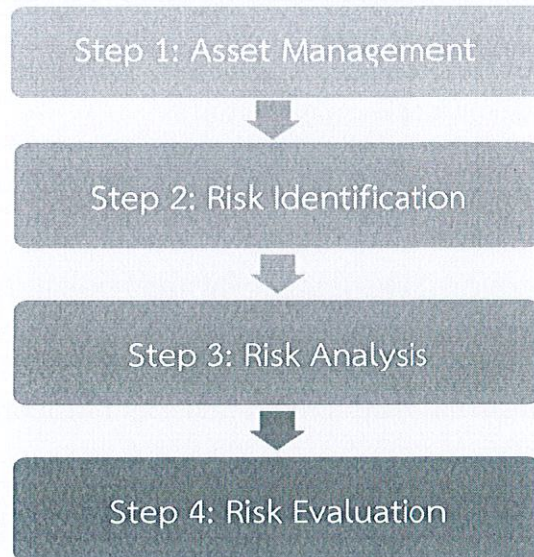 Step 1: Asset Management
Step 2: Risk Identification
Step 3: Risk Analysis
Step 4: Risk Evaluation